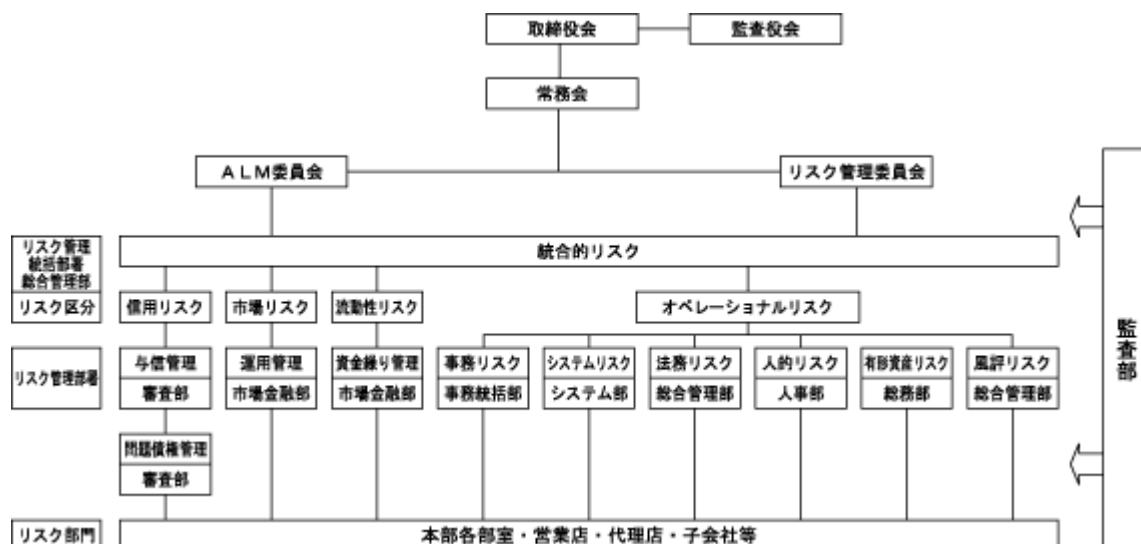 取締役会
監査役会
常務会
ALM委員会
リスク管理委員会
リスク管理
統括部署
総合管理部
統合的リスク
リスク区分
信用リスク
市場リスク
流動性リスク
オペレーショナルリスク
リスク管理部署
与信管理
審査部
運用管理
市場金融部
資金繰り管理
市場金融部
事務リスク
事務統括部
システムリスク
システム部
法務リスク
総合管理部
人的リスク
人事部
有形資産リスク
総務部
風評リスク
総合管理部
問題債権管理
審査部
リスク部門
本部各部室・営業店・代理店・子会社等
監査部